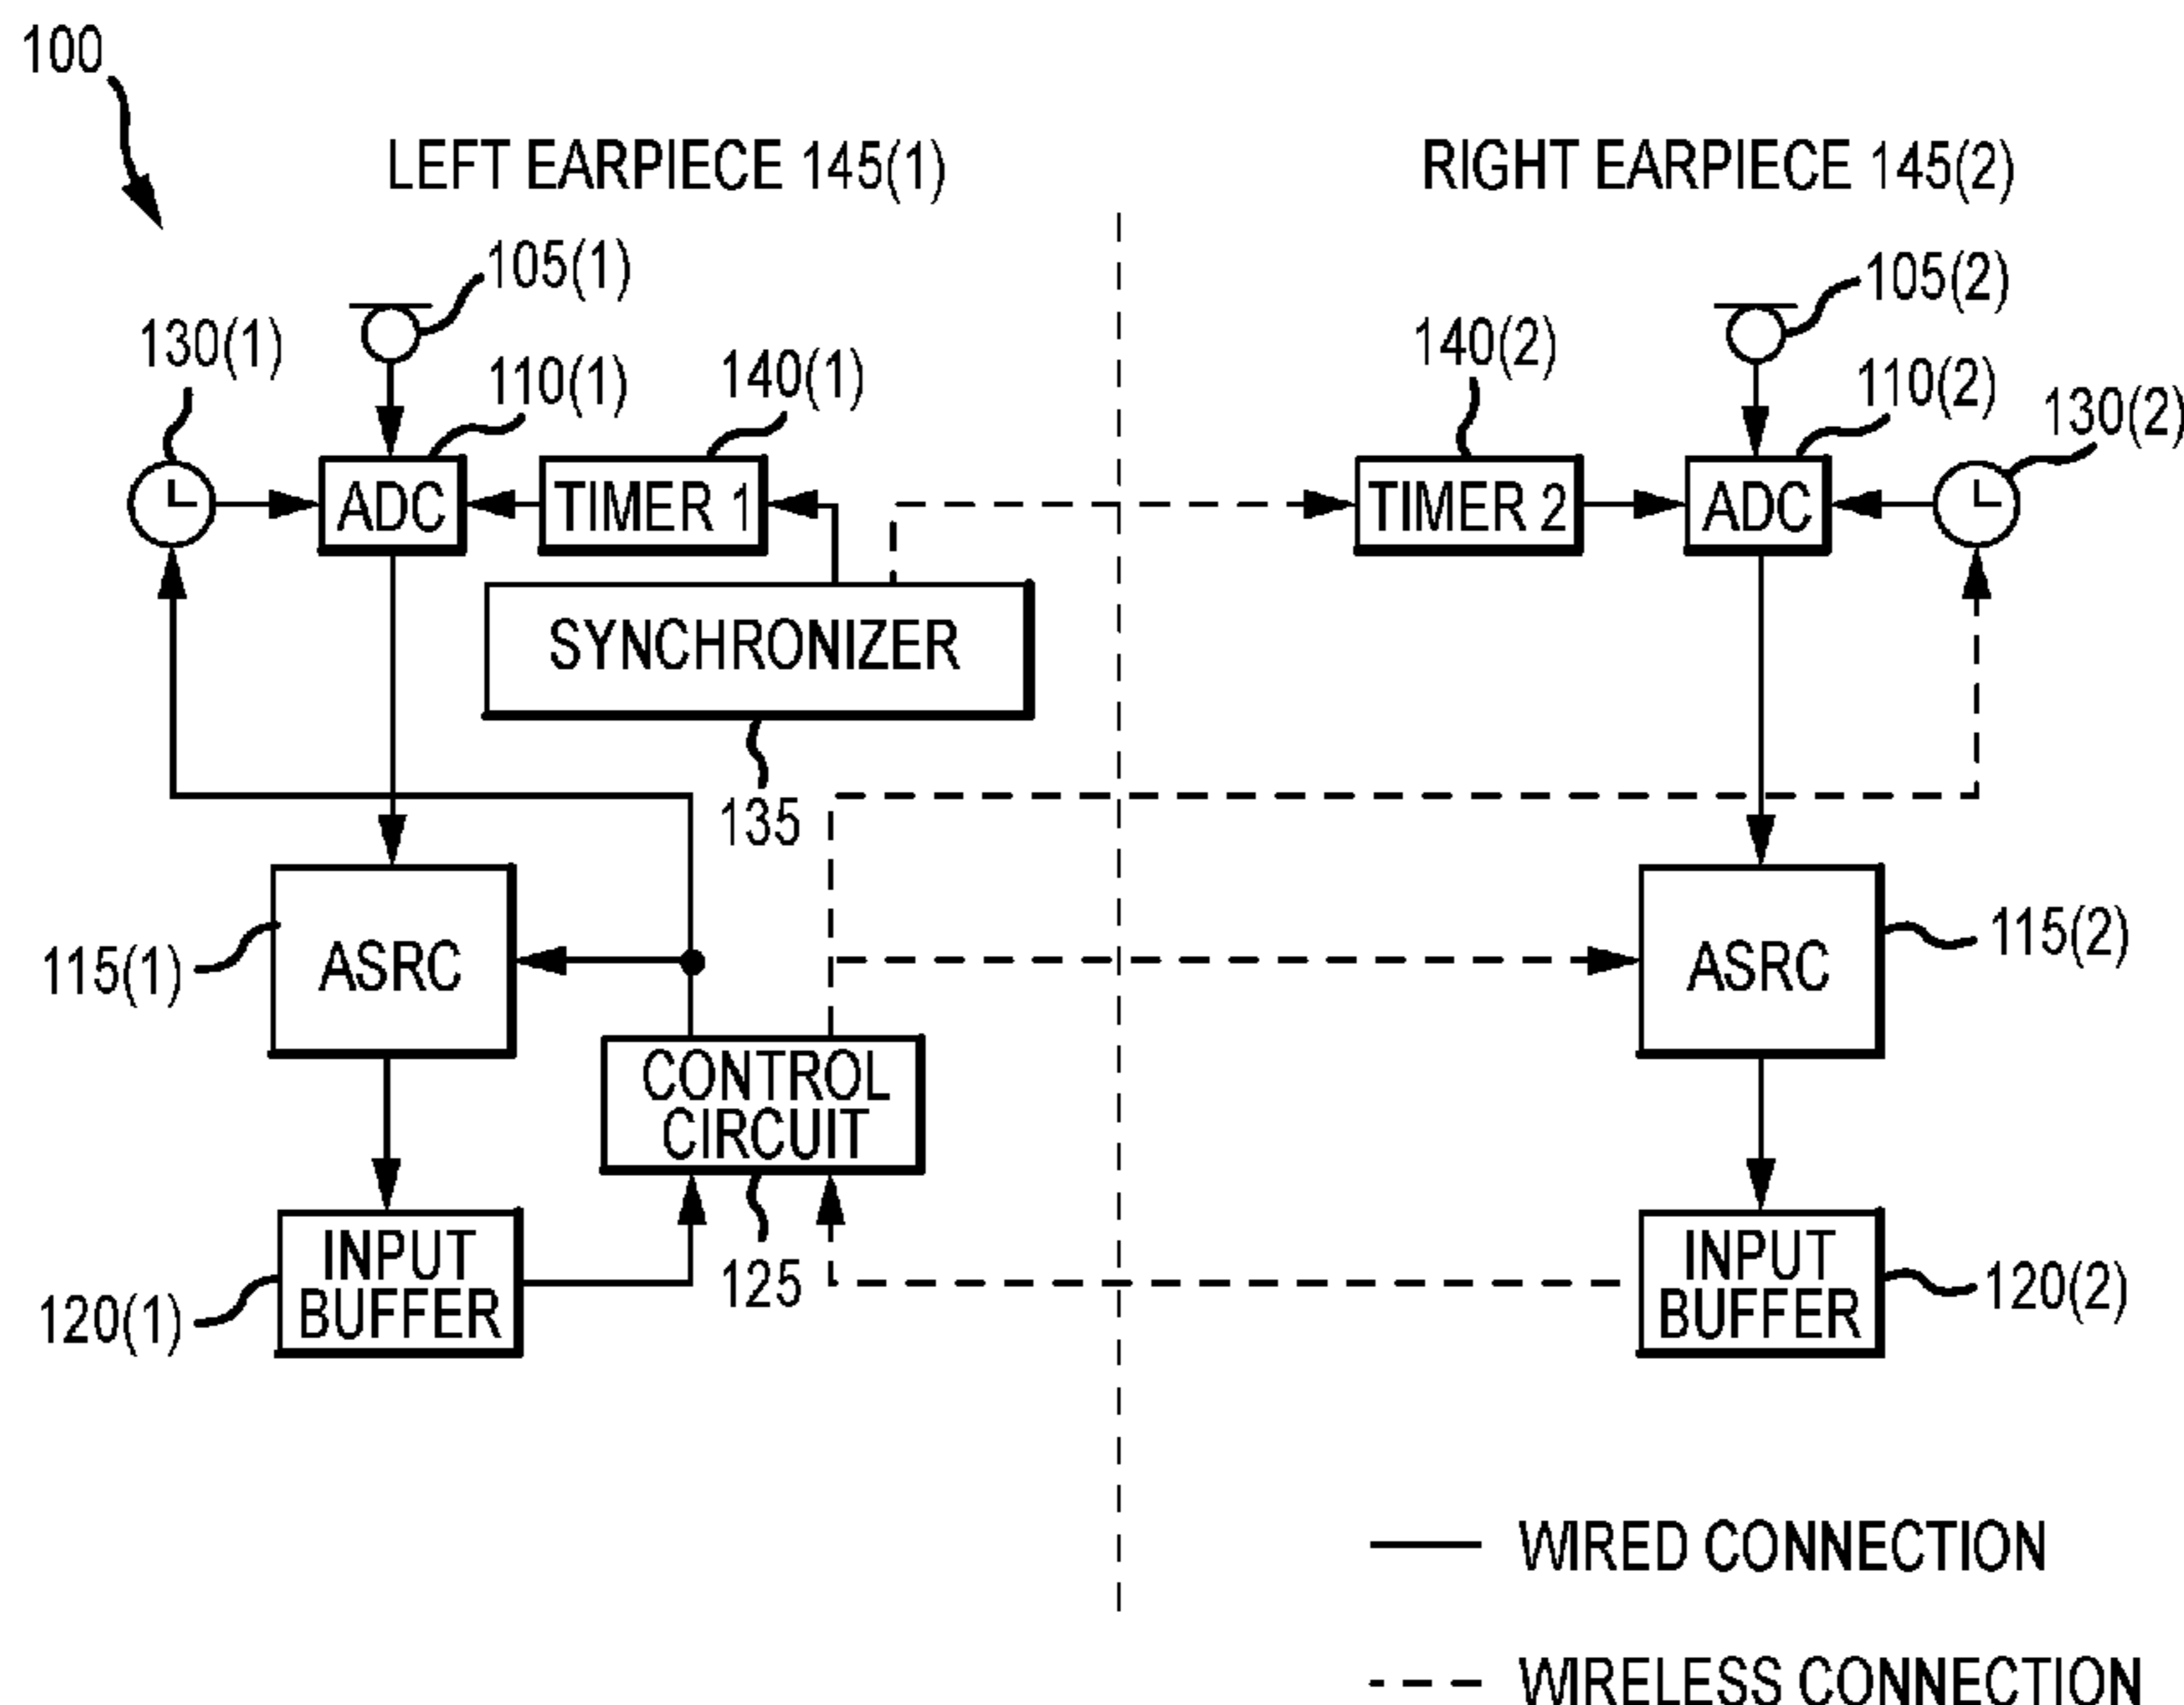 100
LEFT EARPIECE 145(1)
RIGHT EARPIECE 145(2)
105(1)
105(2)
130(1)
110(1)
140(1)
140(2)
110(2)
130(2)
ADC
TIMER 1
TIMER 2
ADC
SYNCHRONIZER
135
115(1)
ASRC
ASRC
115(2)
CONTROL
CIRCUIT
125
120(1)
INPUT
BUFFER
INPUT
BUFFER
120(2)
WIRED CONNECTION
WIRELESS CONNECTION